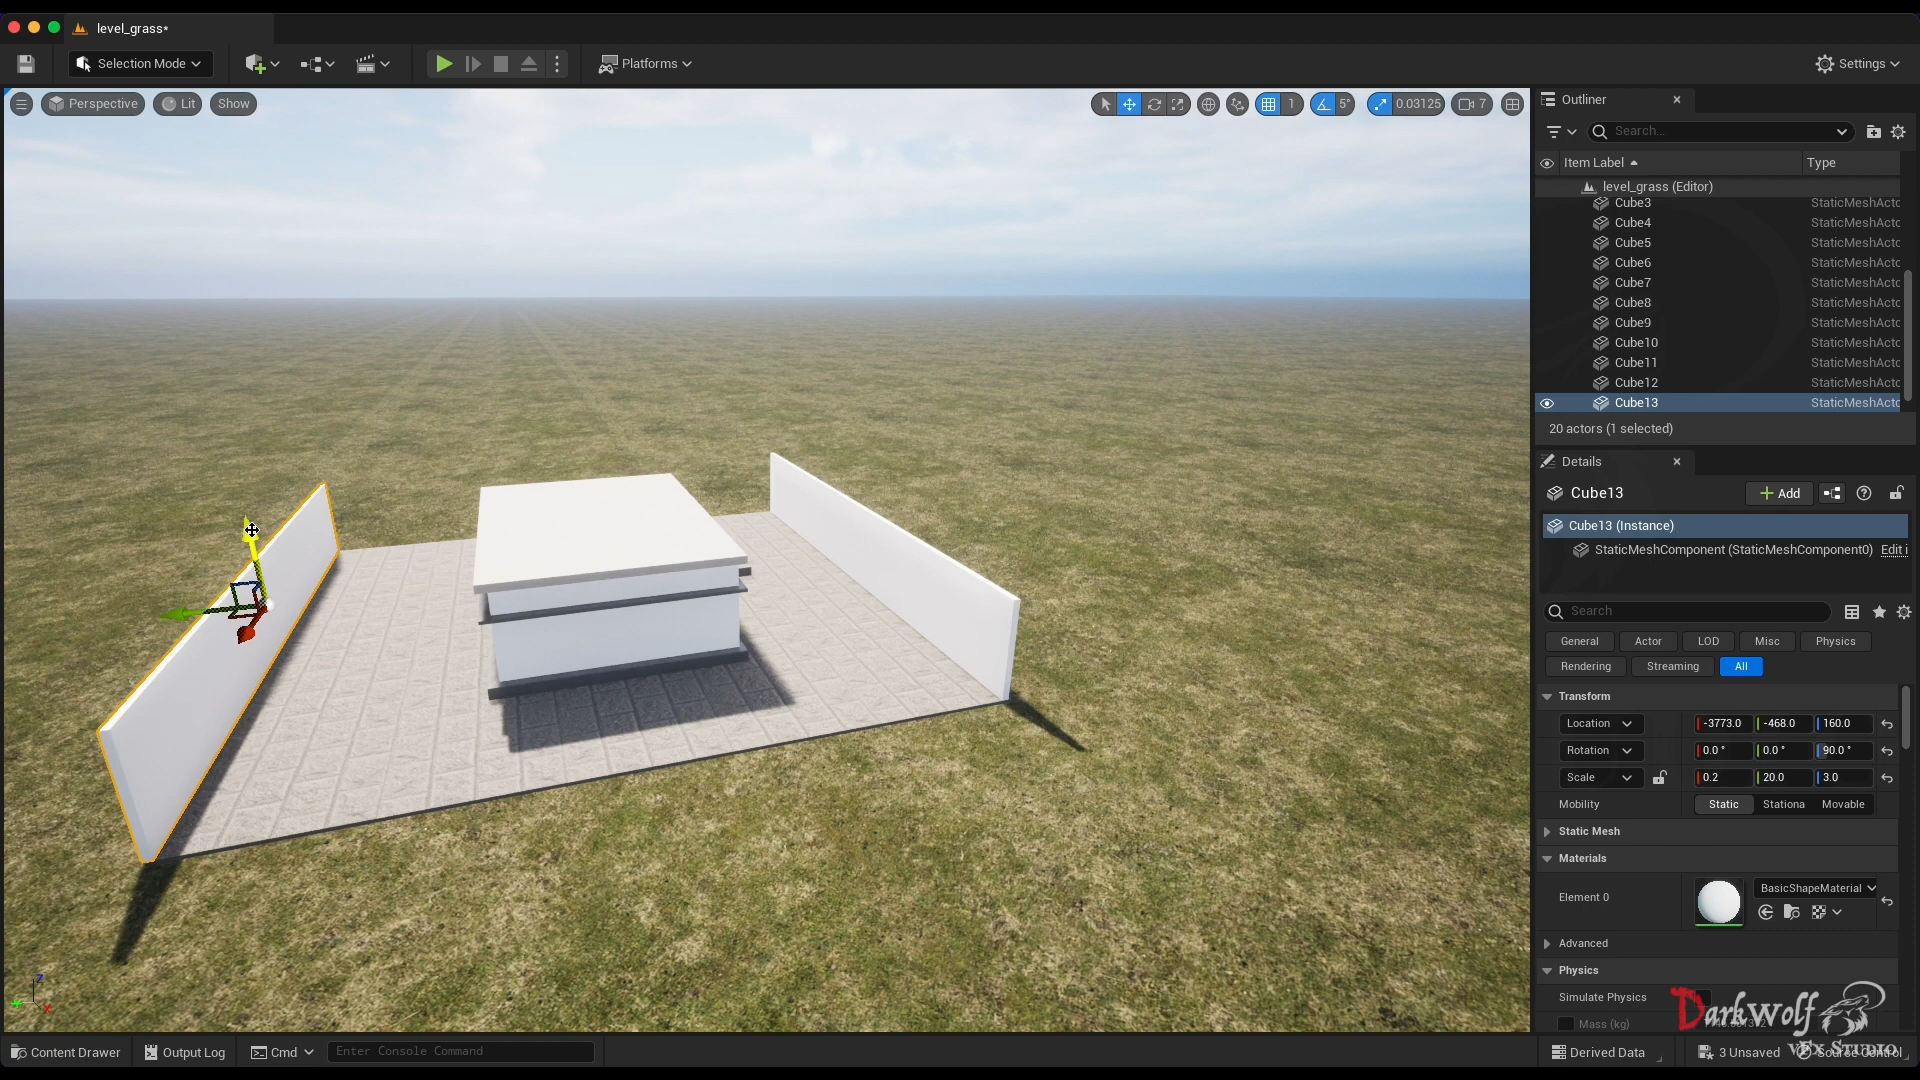 level_grass*
Selection Mode
Platforms
Settings
Perspective
Lit
Show
1
5°
0.03125
7
Outliner
Search...
Item Label
Type
level_grass (Editor)
Cube3 StaticMeshActo
Cube4 StaticMeshActo
Cube5 StaticMeshActo
Cube6 StaticMeshActo
Cube7 StaticMeshActo
Cube8 StaticMeshActo
Cube9 StaticMeshActo
Cube10 StaticMeshActo
Cube11 StaticMeshActo
Cube12 StaticMeshActo
Cube13 StaticMeshActo
20 actors (1 selected)
Details
Cube13
Add
Cube13 (Instance)
StaticMeshComponent (StaticMeshComponent0) Edit i
Search
General Actor LOD Misc Physics
Rendering Streaming All
Transform
Location -3773.0 -468.0 160.0
Rotation 0.0 ° 0.0 ° 90.0 °
Scale 0.2 20.0 3.0
Mobility Static Stationa Movable
Static Mesh
Materials
Element 0 BasicShapeMaterial
Advanced
Physics
Simulate Physics
Mass (kg)
Z
X
DarkWolf
VFX Studio
Content Drawer
Output Log
Cmd
Enter Console Command
Derived Data
3 Unsaved
Source Control